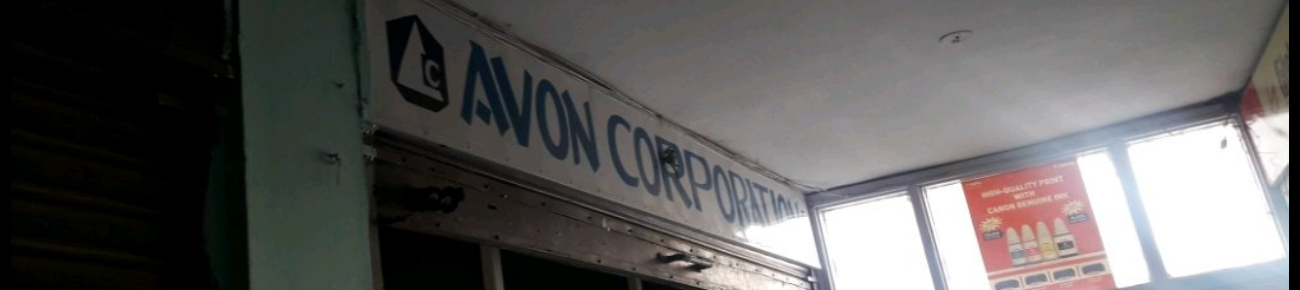 C
AVON CORPORATION
HIGH-QUALITY PRINT
WITH
CANON GENUINE INK